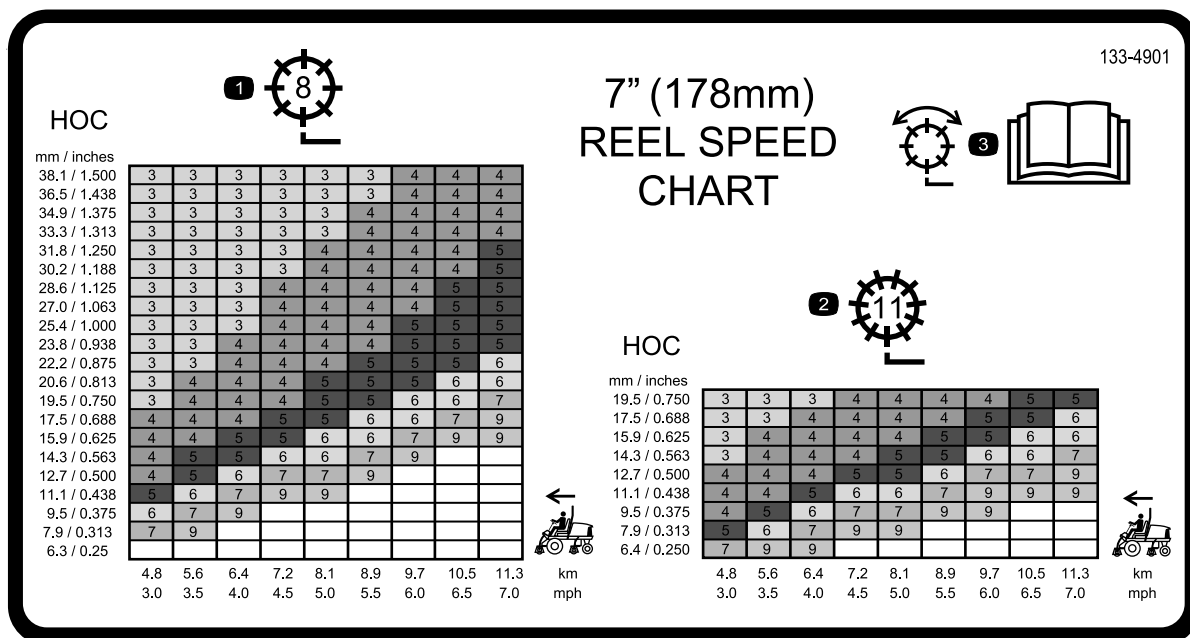 133-4901
7” (178mm)
REEL SPEED
CHART
3
1
8
HOC
mm / inches
38.1 / 1.500 3 3 3 3 3 3 4 4 4
36.5 / 1.438 3 3 3 3 3 3 4 4 4
34.9 / 1.375 3 3 3 3 3 4 4 4 4
33.3 / 1.313 3 3 3 3 3 4 4 4 4
31.8 / 1.250 3 3 3 3 4 4 4 4 5
30.2 / 1.188 3 3 3 3 4 4 4 4 5
28.6 / 1.125 3 3 3 4 4 4 4 5 5
27.0 / 1.063 3 3 3 4 4 4 4 5 5
25.4 / 1.000 3 3 3 4 4 4 5 5 5
23.8 / 0.938 3 3 4 4 4 4 5 5 5
22.2 / 0.875 3 3 4 4 4 5 5 5 6
20.6 / 0.813 3 4 4 4 5 5 5 6 6
19.5 / 0.750 3 4 4 4 5 5 6 6 7
17.5 / 0.688 4 4 4 5 5 6 6 7 9
15.9 / 0.625 4 4 5 5 6 6 7 9 9
14.3 / 0.563 4 5 5 6 6 7 9
12.7 / 0.500 4 5 6 7 7 9
11.1 / 0.438 5 6 7 9 9
9.5 / 0.375 6 7 9
7.9 / 0.313 7 9
6.3 / 0.25
4.8 5.6 6.4 7.2 8.1 8.9 9.7 10.5 11.3 km
3.0 3.5 4.0 4.5 5.0 5.5 6.0 6.5 7.0 mph
2
11
HOC
mm / inches
19.5 / 0.750 3 3 3 4 4 4 4 5 5
17.5 / 0.688 3 3 4 4 4 4 5 5 6
15.9 / 0.625 3 4 4 4 4 5 5 6 6
14.3 / 0.563 3 4 4 4 5 5 6 6 7
12.7 / 0.500 4 4 4 5 5 6 7 7 9
11.1 / 0.438 4 4 5 6 6 7 9 9 9
9.5 / 0.375 4 5 6 7 7 9 9
7.9 / 0.313 5 6 7 9 9
6.4 / 0.250 7 9 9
4.8 5.6 6.4 7.2 8.1 8.9 9.7 10.5 11.3 km
3.0 3.5 4.0 4.5 5.0 5.5 6.0 6.5 7.0 mph